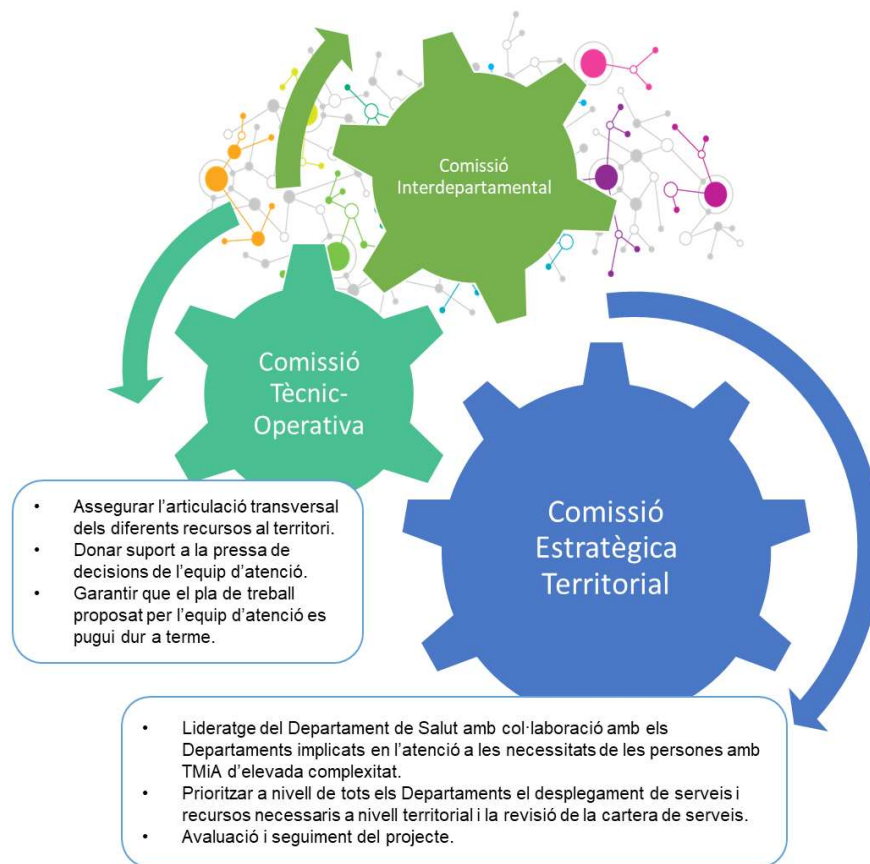 Comissió
Interdepartamental
Comissió
Tècnic-
Operativa
• Assegurar l’articulació transversal
dels diferents recursos al territori.
• Donar suport a la pressa de
decisions de l’equip d’atenció.
• Garantir que el pla de treball
proposat per l’equip d’atenció es
pugui dur a terme.
Comissió
Estratègica
Territorial
• Lideratge del Departament de Salut amb col·laboració amb els
Departaments implicats en l’atenció a les necessitats de les persones amb
TMiA d’elevada complexitat.
• Prioritzar a nivell de tots els Departaments el desplegament de serveis i
recursos necessaris a nivell territorial i la revisió de la cartera de serveis.
• Avaluació i seguiment del projecte.